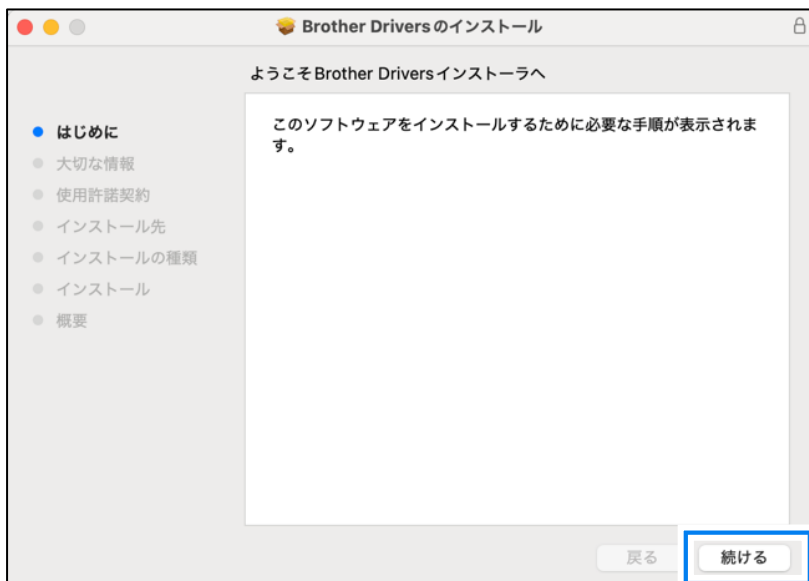 Brother Driversのインストール
ようこそBrother Driversインストーラへ
はじめに
大切な情報
使用許諾契約
インストール先
インストールの種類
インストール
概要
このソフトウェアをインストールするために必要な手順が表示されま
す。
戻る
続ける